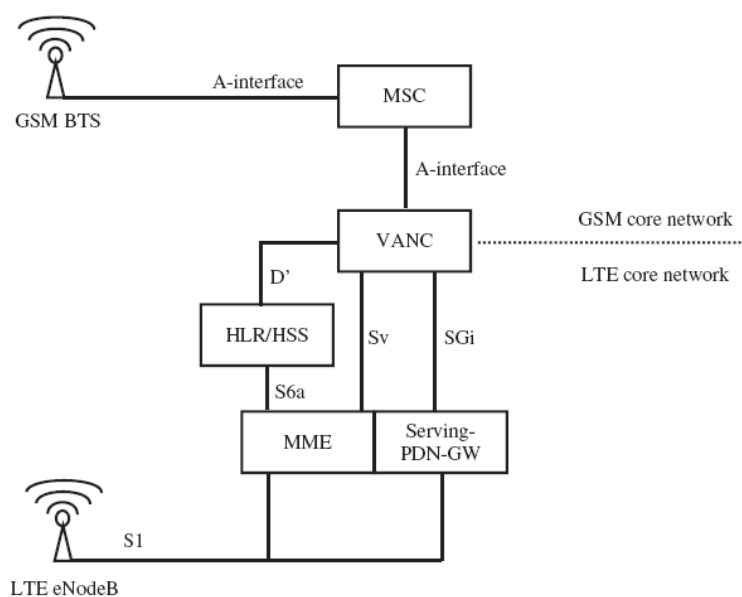 A-interface
MSC
GSM BTS
A-interface
GSM core network
VANC
LTE core network
D’
HLR/HSS
Sv
SGi
S6a
MME
Serving-
PDN-GW
S1
LTE eNodeB